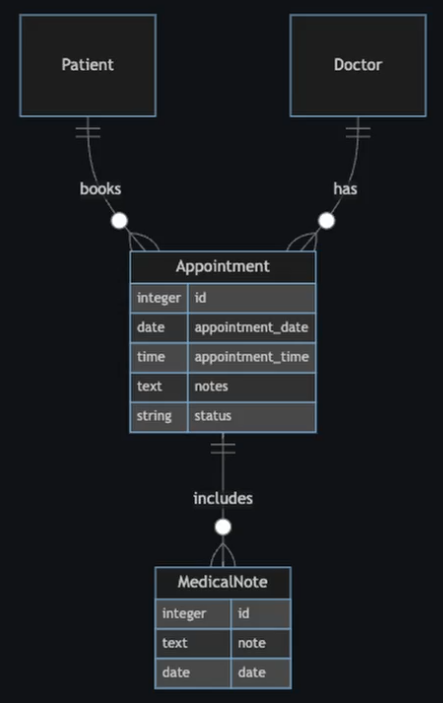 Patient
Doctor
books
has
Appointment
integer id
date appointment_date
time appointment_time
text notes
string status
includes
MedicalNote
integer id
text note
date date